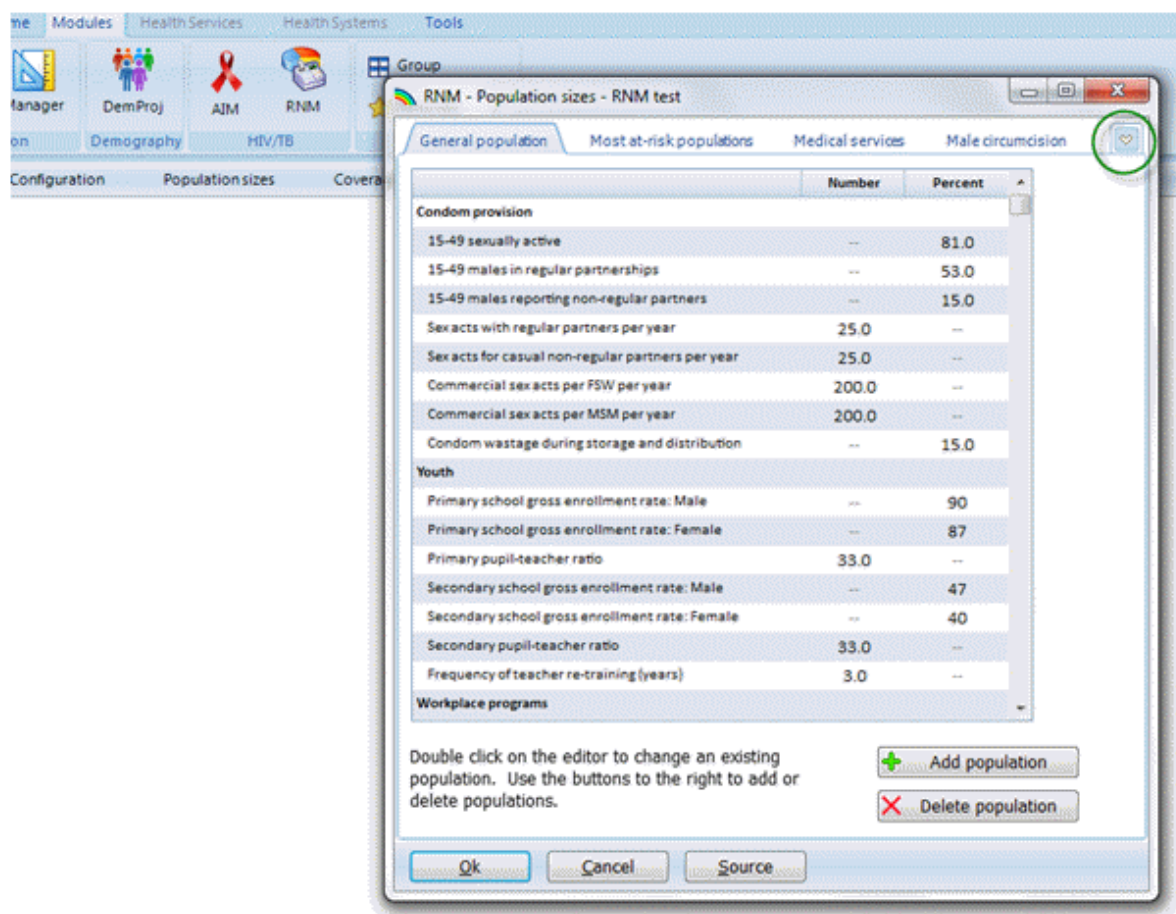 me Modules Health Services Health Systems Tools
Group
Manager DemProj AIM RNM
on Demography HIV/TB
Configuration Population sizes Covera
RNM - Population sizes - RNM test
General population Most at-risk populations Medical services Male circumcision
Number Percent
Condom provision
15-49 sexually active -- 81.0
15-49 males in regular partnerships -- 53.0
15-49 males reporting non-regular partners -- 15.0
Sex acts with regular partners per year 25.0 --
Sex acts for casual non-regular partners per year 25.0 --
Commercial sex acts per FSW per year 200.0 --
Commercial sex acts per MSM per year 200.0 --
Condom wastage during storage and distribution -- 15.0
Youth
Primary school gross enrollment rate: Male -- 90
Primary school gross enrollment rate: Female -- 87
Primary pupil-teacher ratio 33.0 --
Secondary school gross enrollment rate: Male -- 47
Secondary school gross enrollment rate: Female -- 40
Secondary pupil-teacher ratio 33.0 --
Frequency of teacher re-training (years) 3.0 --
Workplace programs
Double click on the editor to change an existing
population. Use the buttons to the right to add or
delete populations.
Add population
Delete population
Ok Cancel Source